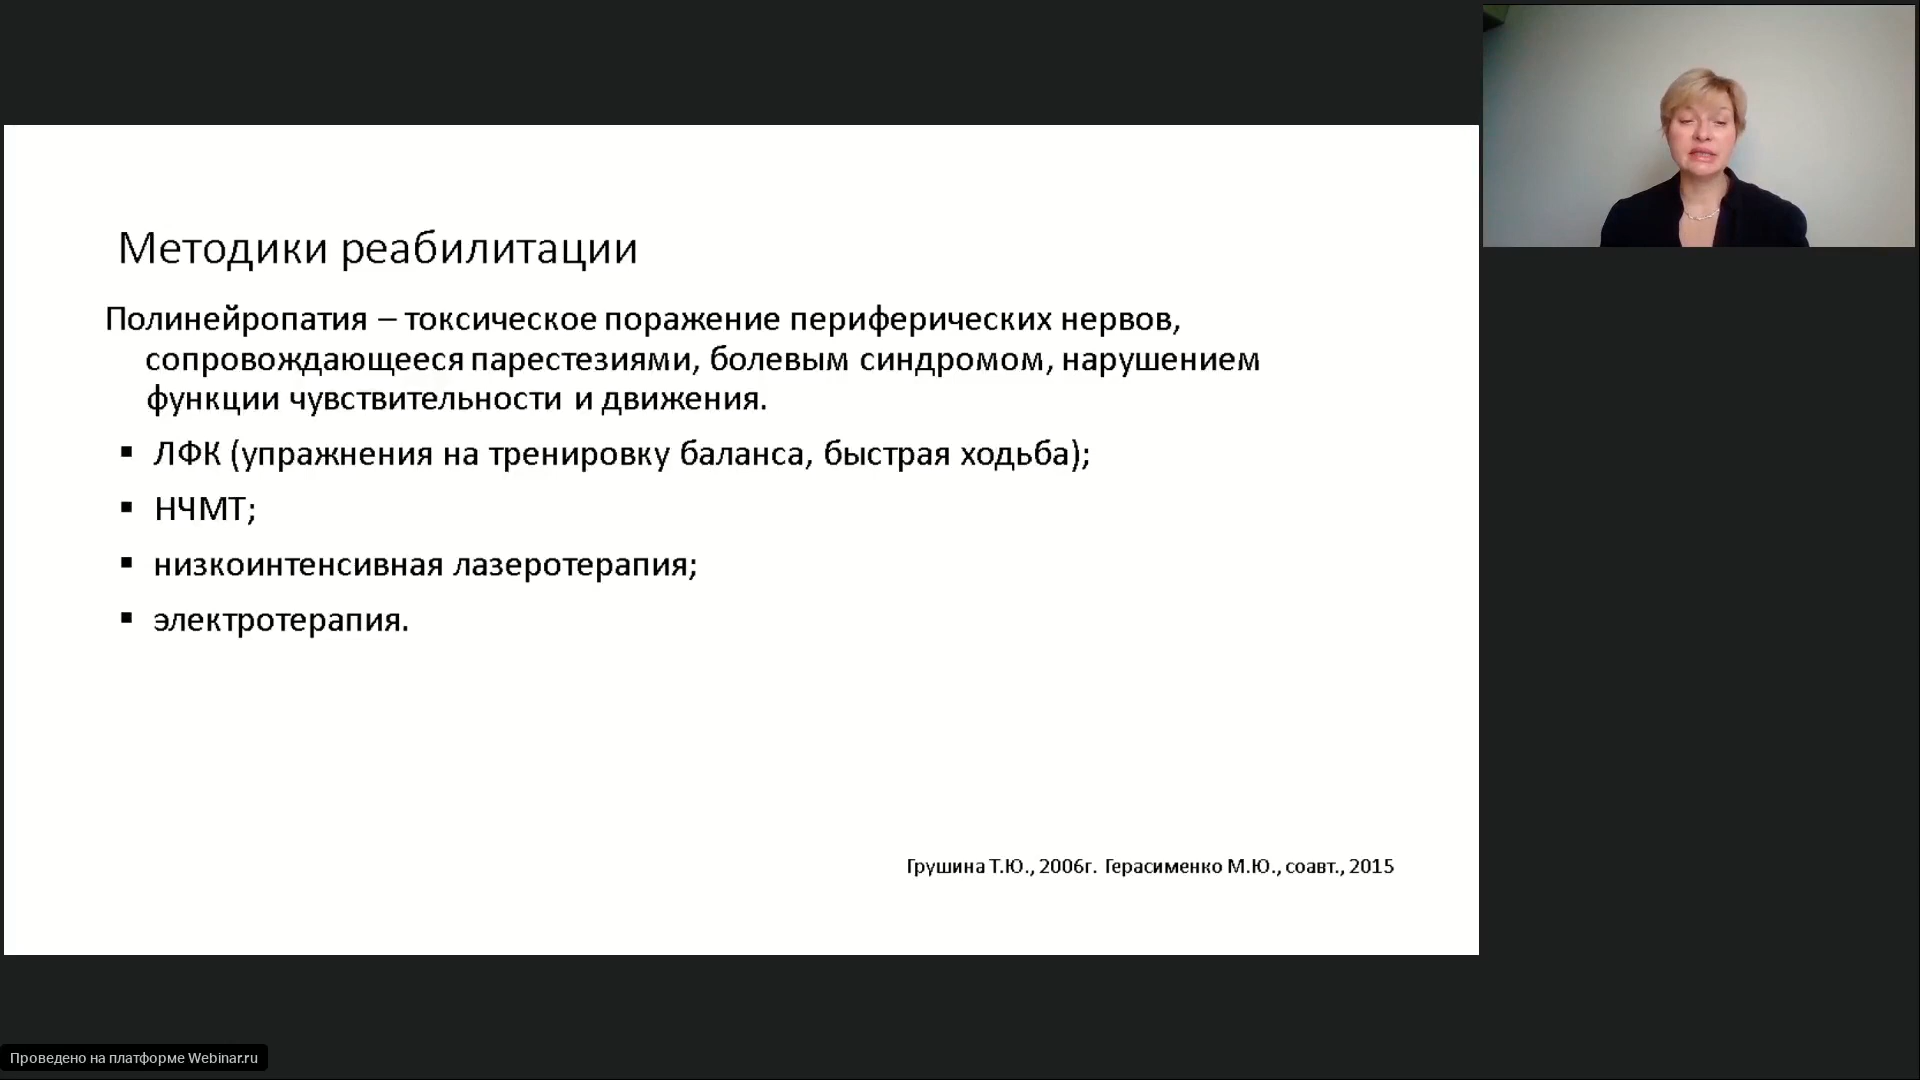 Методики реабилитации
Полинейропатия – токсическое поражение периферических нервов,
сопровождающееся парестезиями, болевым синдромом, нарушением
функции чувствительности и движения.
▪ ЛФК (упражнения на тренировку баланса, быстрая ходьба);
▪ НЧМТ;
▪ низкоинтенсивная лазеротерапия;
▪ электротерапия.
Грушина Т.Ю., 2006г. Герасименко М.Ю., соавт., 2015
Проведено на платформе Webinar.ru